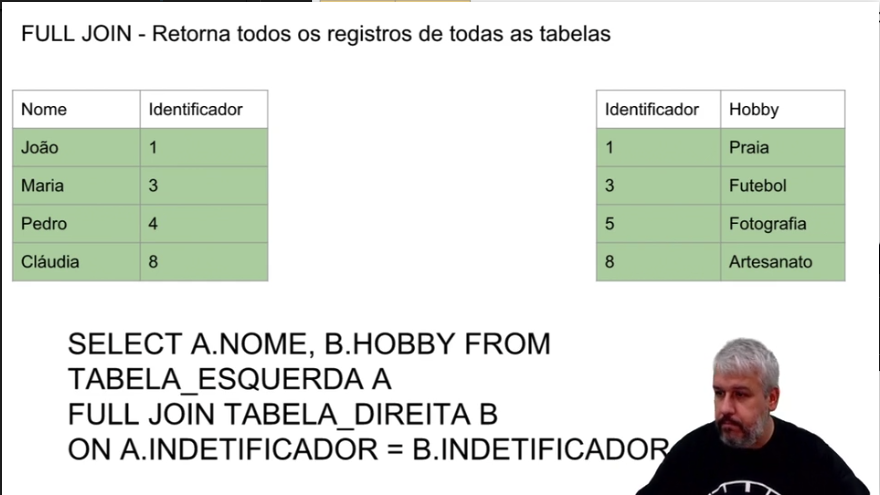 FULL JOIN - Retorna todos os registros de todas as tabelas
Nome Identificador
João 1
Maria 3
Pedro 4
Cláudia 8
Identificador Hobby
1 Praia
3 Futebol
5 Fotografia
8 Artesanato
SELECT A.NOME, B.HOBBY FROM
TABELA_ESQUERDA A
FULL JOIN TABELA_DIREITA B
ON A.INDETIFICADOR = B.INDETIFICADOR